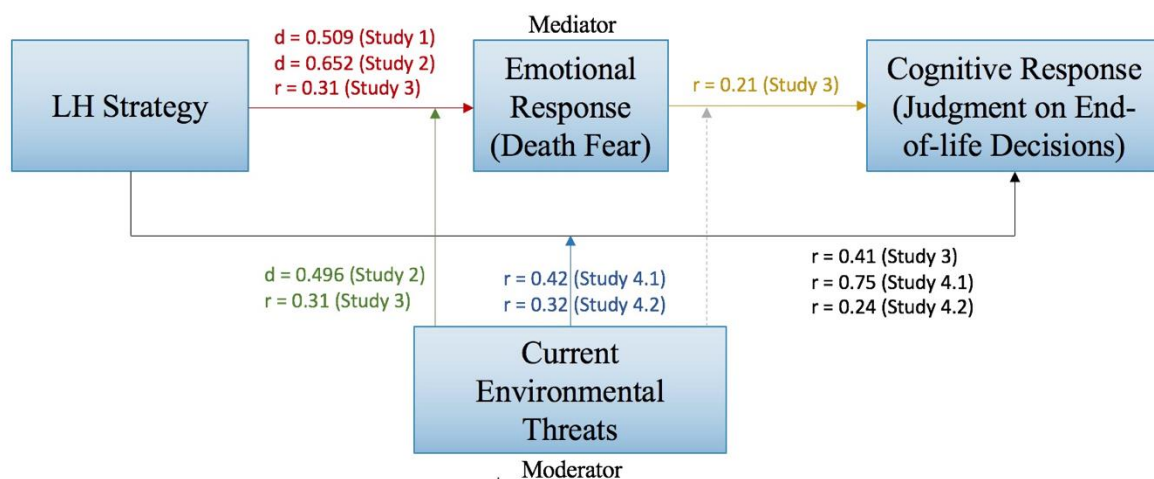 Mediator
LH Strategy
d = 0.509 (Study 1)
d = 0.652 (Study 2)
r = 0.31 (Study 3)
Emotional
Response
(Death Fear)
r = 0.21 (Study 3)
Cognitive Response
(Judgment on End-
of-life Decisions)
d = 0.496 (Study 2)
r = 0.31 (Study 3)
r = 0.42 (Study 4.1)
r = 0.32 (Study 4.2)
r = 0.41 (Study 3)
r = 0.75 (Study 4.1)
r = 0.24 (Study 4.2)
Current
Environmental
Threats
Moderator